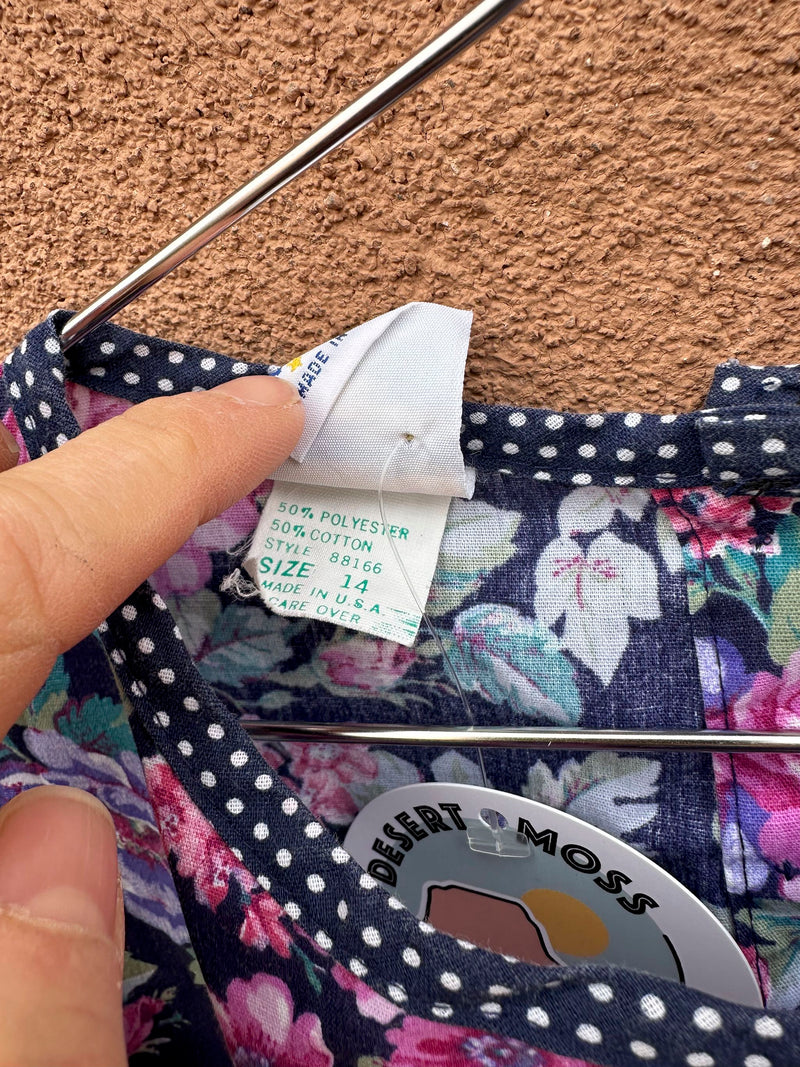 50% POLYESTER
50% COTTON
STYLE 88166
SIZE 14
MADE IN U.S.A
CARE OVER
DESERT MOSS